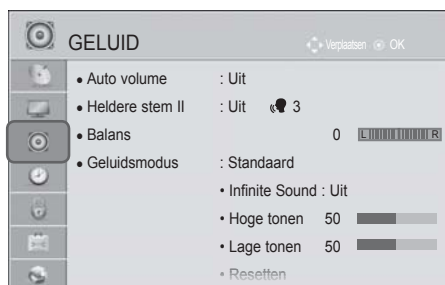 GELUID Verplaatsen OK
• Auto volume : Uit
• Heldere stem II : Uit 3
• Balans 0 L R
• Geluidsmodus : Standaard
• Infinite Sound : Uit
• Hoge tonen 50
• Lage tonen 50
• Resetten